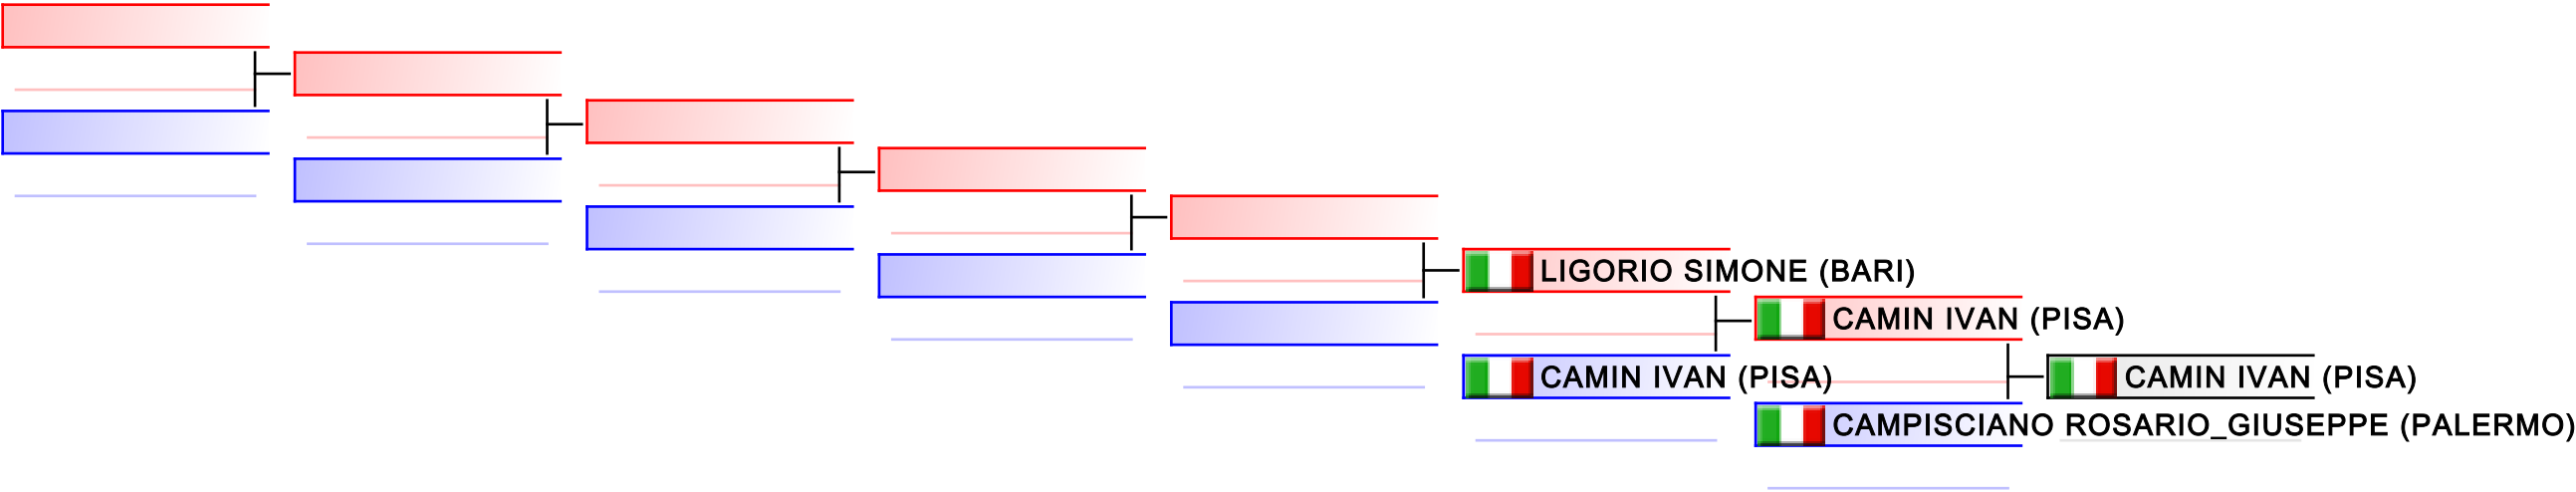 LIGORIO SIMONE (BARI)
CAMIN IVAN (PISA)
CAMIN IVAN (PISA)
CAMIN IVAN (PISA)
CAMPISCIANO ROSARIO_GIUSEPPE (PALERMO)